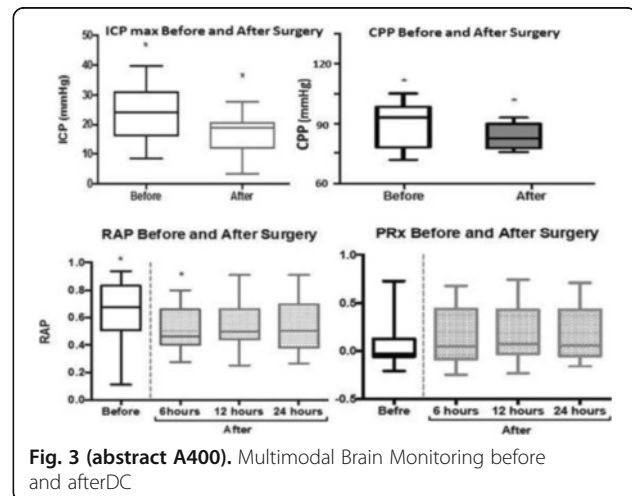 ICP max Before and After Surgery
CPP Before and After Surgery
ICP (mmHg)
50
40
30
20
10
0
*
*
Before
After
CPP (mmHg)
120
90
60
Before
After
RAP Before and After Surgery
PRx Before and After Surgery
RAP
1.0
0.8
0.6
0.4
0.2
0.0
*
*
Before
6hours
12 hours
24 hours
After
1.0
0.5
0.0
-0.5
Befre
6 hours
12 hours
24 hours
After
Fig. 3 (abstract A400). Multimodal Brain Monitoring before
and afterDC